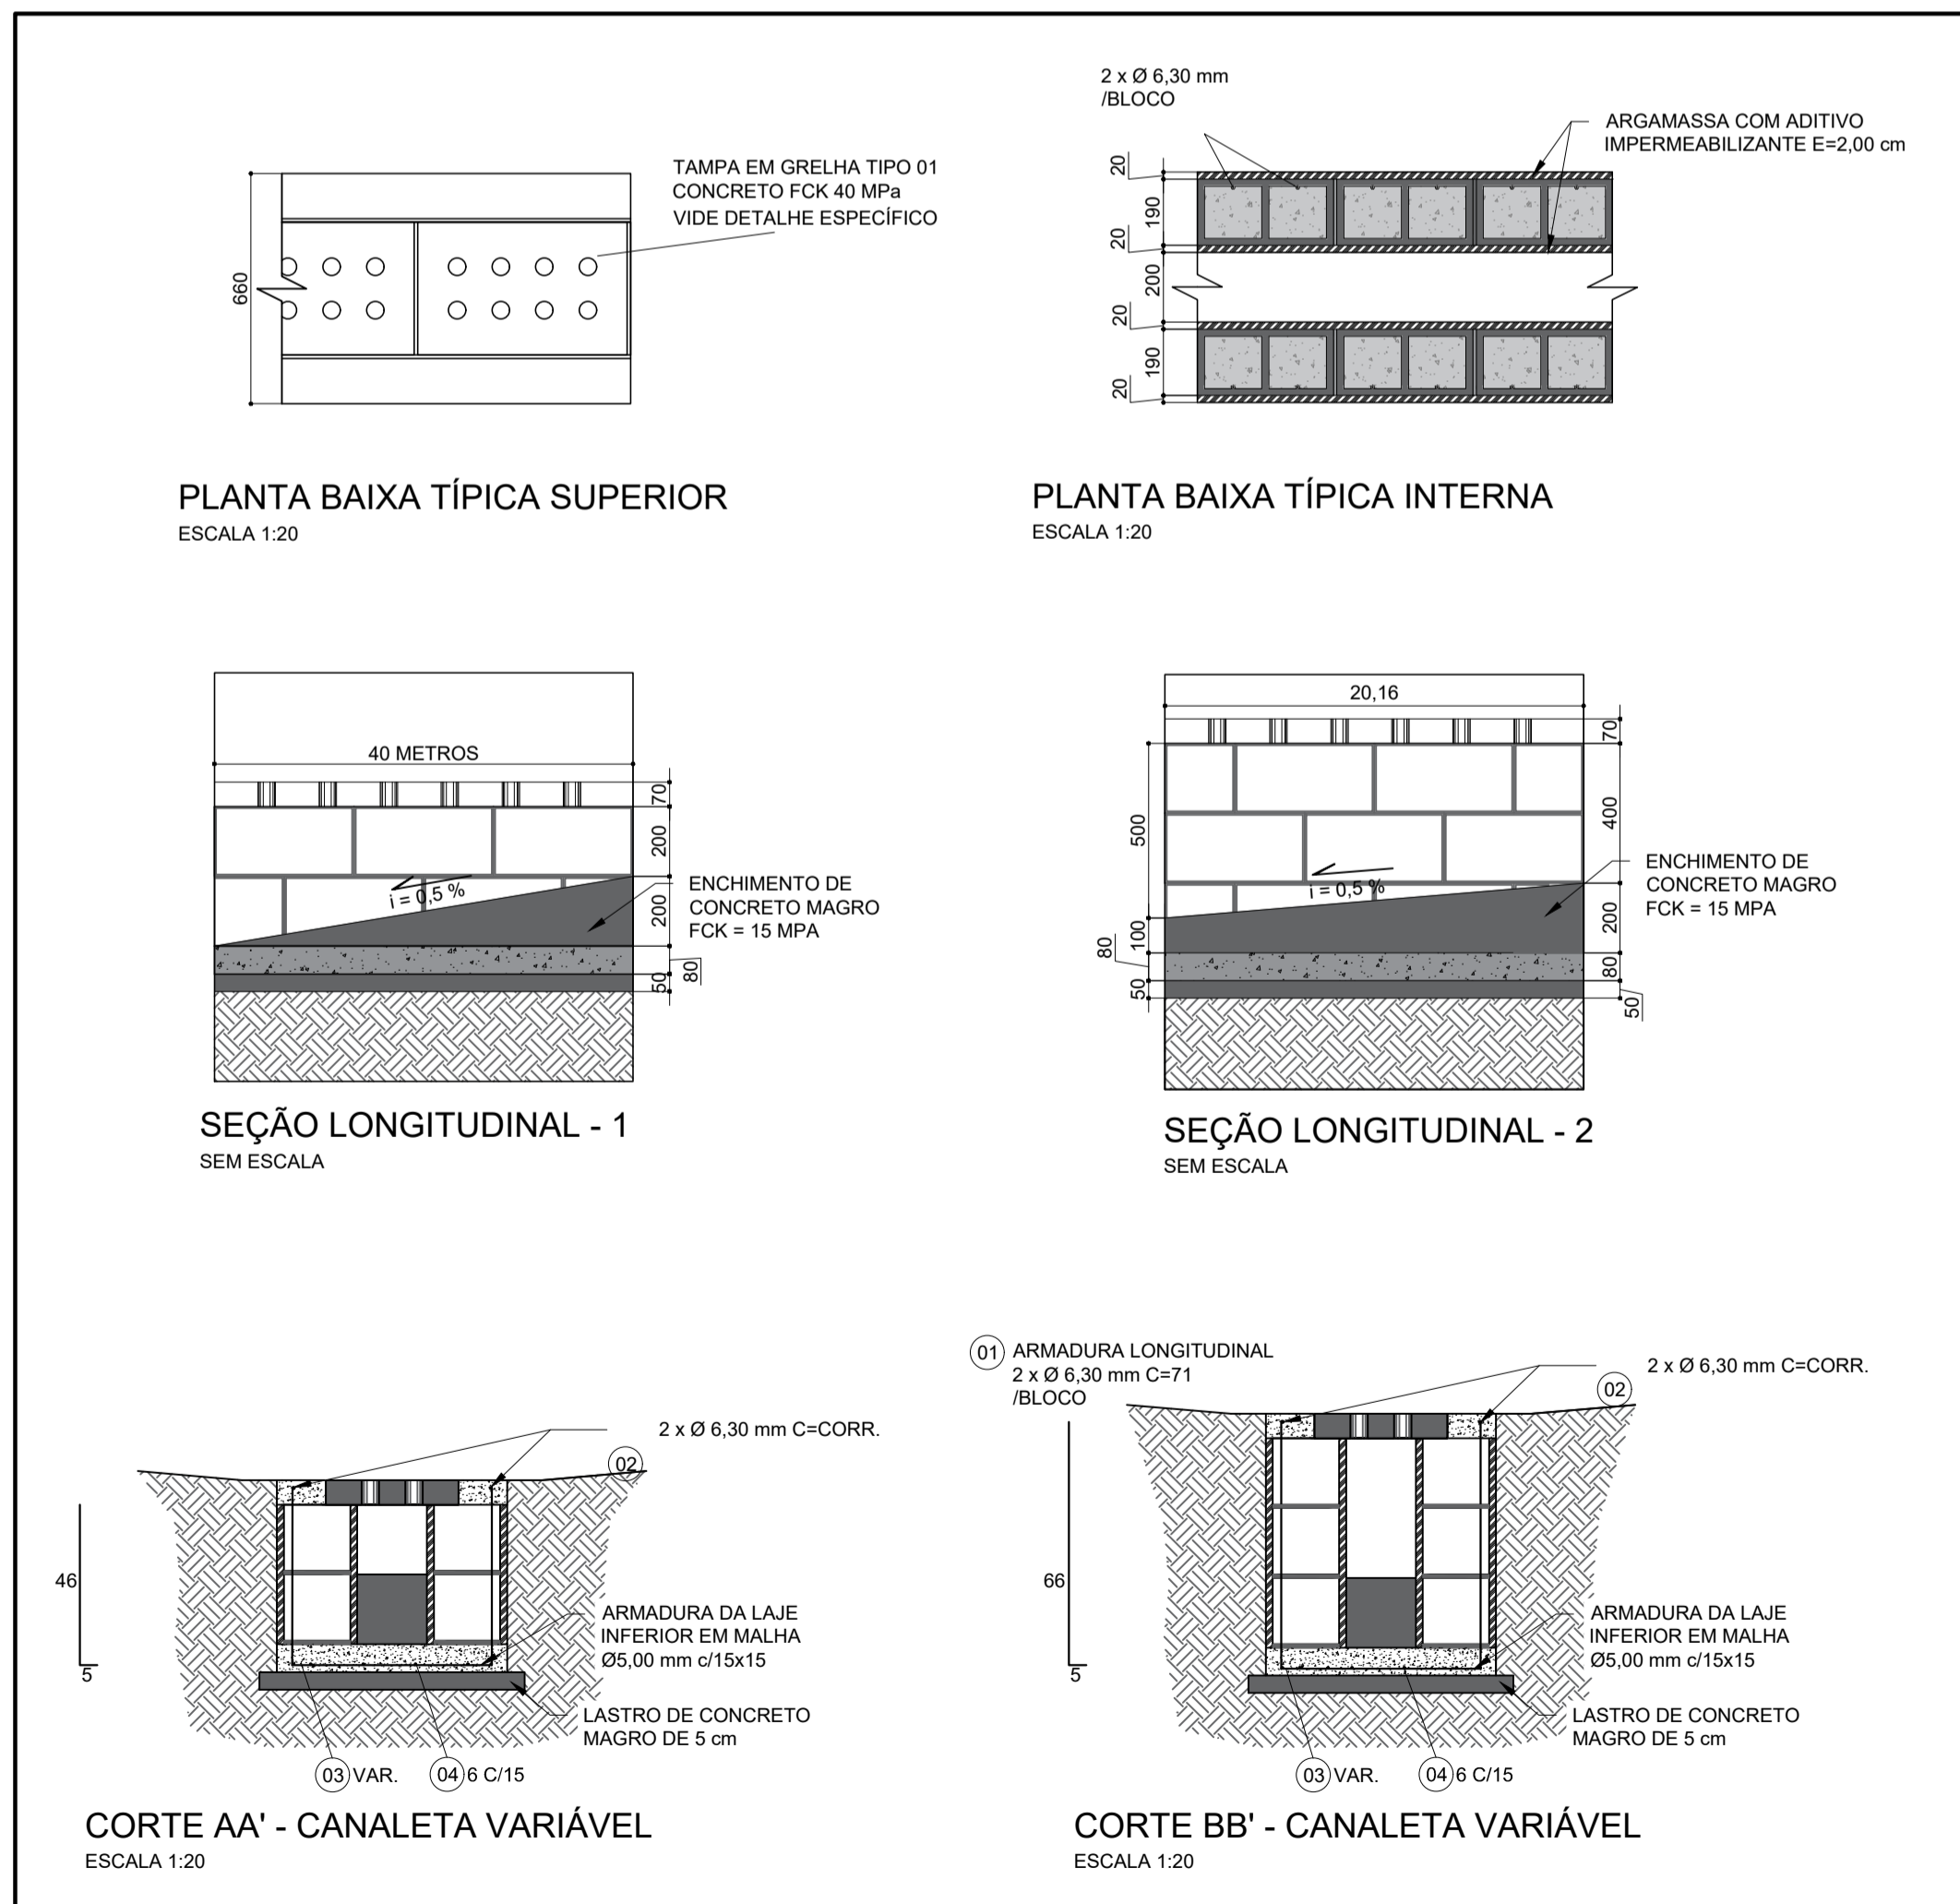 660
TAMPA EM GRELHA TIPO 01
CONCRETO FCK 40 MPa
VIDE DETALHE ESPECÍFICO
PLANTA BAIXA TÍPICA SUPERIOR
ESCALA 1:20
2 x Ø 6,30 mm
/BLOCO
ARGAMASSA COM ADITIVO
IMPERMEABILIZANTE E=2,00 cm
20
190
20
200
20
190
20
PLANTA BAIXA TÍPICA INTERNA
ESCALA 1:20
40 METROS
70
200
200
50
80
i = 0,5 %
ENCHIMENTO DE
CONCRETO MAGRO
FCK = 15 MPA
SEÇÃO LONGITUDINAL - 1
SEM ESCALA
20,16
500
100
80
50
70
400
200
80
50
i = 0,5 %
ENCHIMENTO DE
CONCRETO MAGRO
FCK = 15 MPA
SEÇÃO LONGITUDINAL - 2
SEM ESCALA
2 x Ø 6,30 mm C=CORR.
02
46
5
ARMADURA DA LAJE
INFERIOR EM MALHA
Ø5,00 mm c/15x15
LASTRO DE CONCRETO
MAGRO DE 5 cm
03 VAR.
04 6 C/15
CORTE AA' - CANALETA VARIÁVEL
ESCALA 1:20
01 ARMADURA LONGITUDINAL
2 x Ø 6,30 mm C=71
/BLOCO
2 x Ø 6,30 mm C=CORR.
02
66
5
ARMADURA DA LAJE
INFERIOR EM MALHA
Ø5,00 mm c/15x15
LASTRO DE CONCRETO
MAGRO DE 5 cm
03 VAR.
04 6 C/15
CORTE BB' - CANALETA VARIÁVEL
ESCALA 1:20